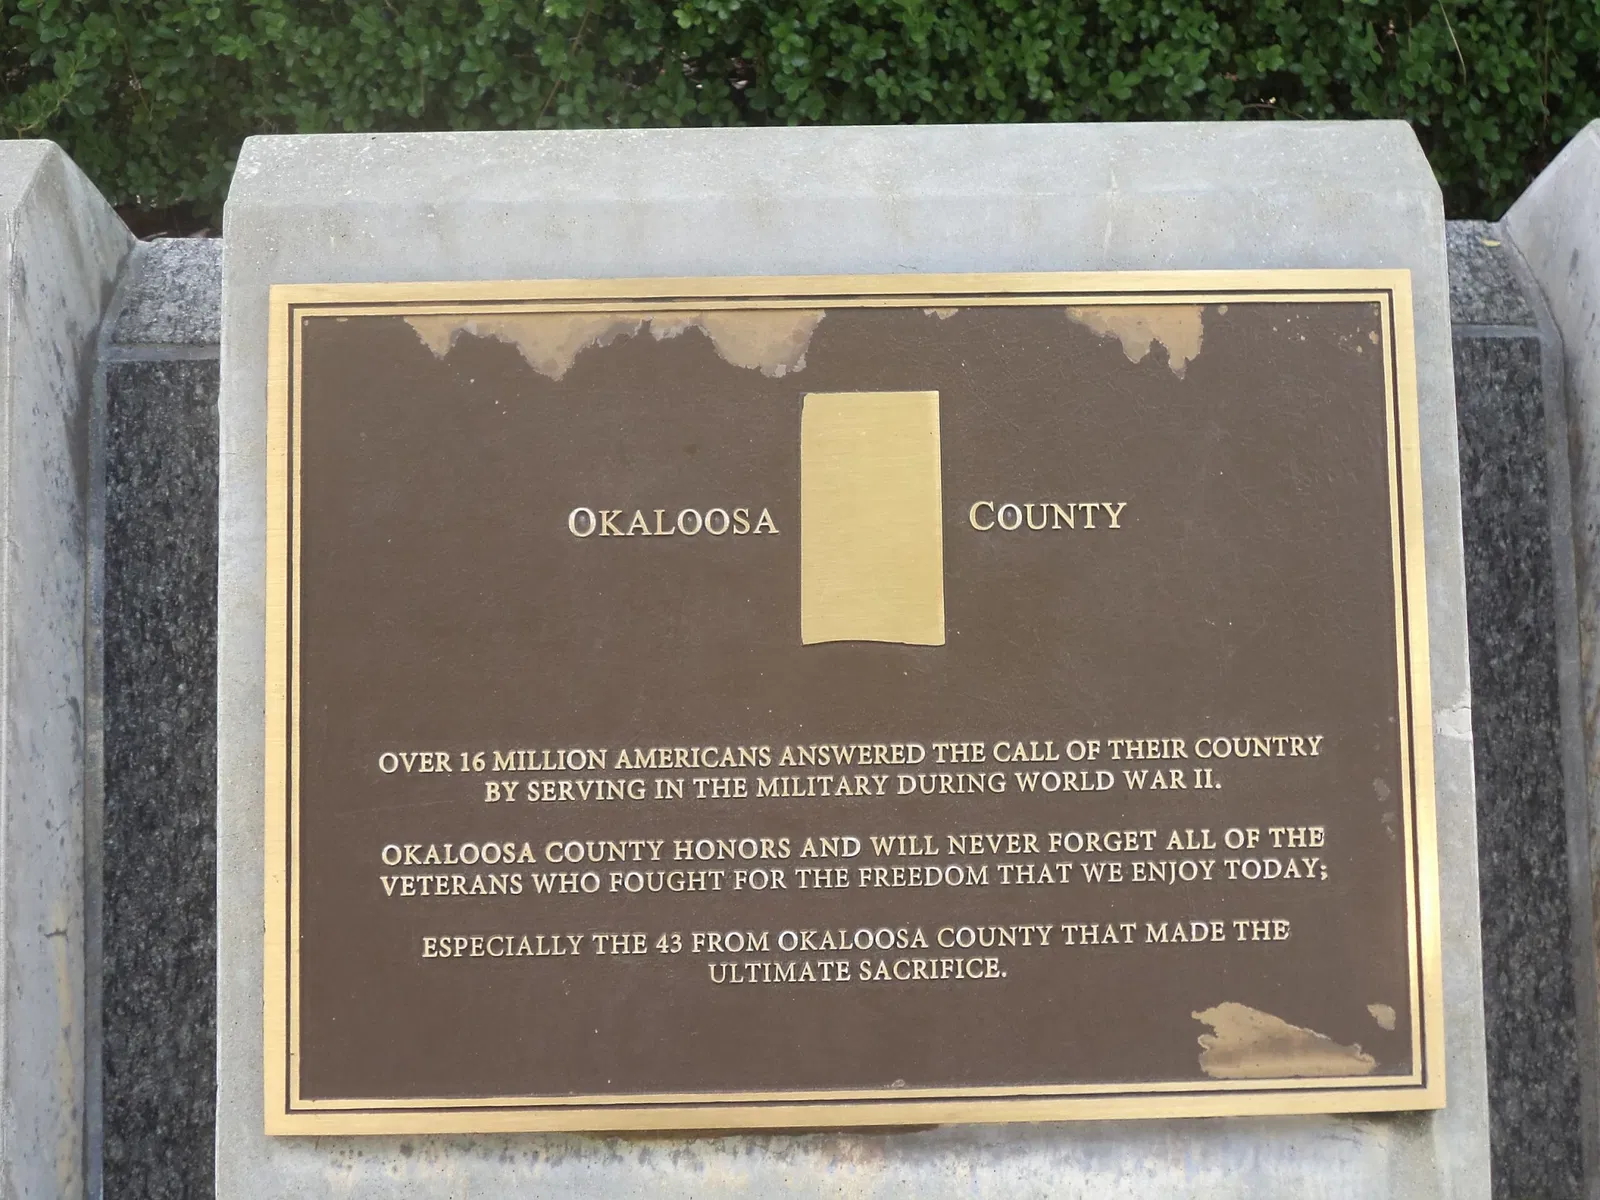 OKALOOSA COUNTY
OVER 16 MILLION AMERICANS ANSWERED THE CALL OF THEIR COUNTRY
BY SERVING IN THE MILITARY DURING WORLD WAR II.
OKALOOSA COUNTY HONORS AND WILL NEVER FORGET ALL OF THE
VETERANS WHO FOUGHT FOR THE FREEDOM THAT WE ENJOY TODAY;
ESPECIALLY THE 43 FROM OKALOOSA COUNTY THAT MADE THE
ULTIMATE SACRIFICE.